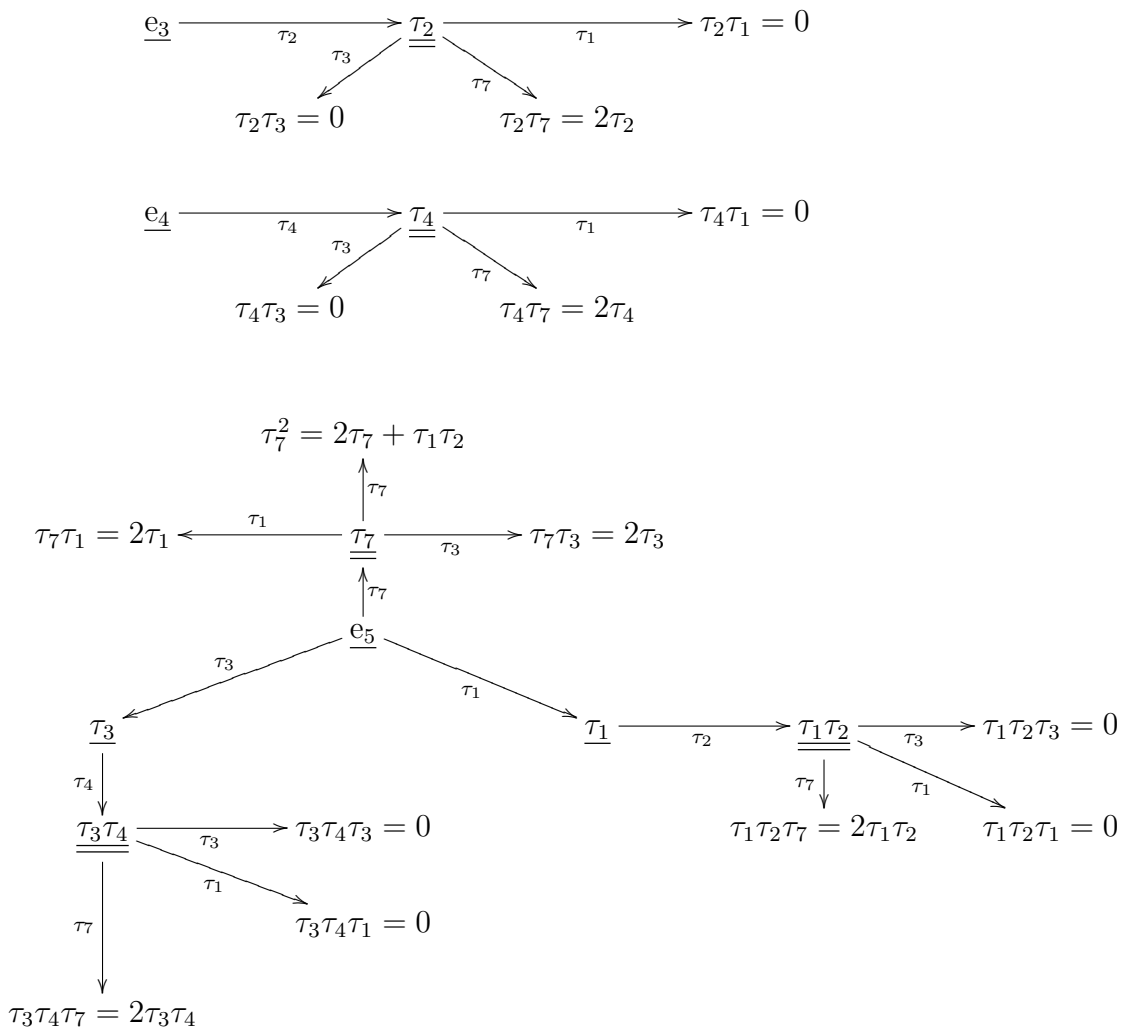 e₃ τ₂ τ₂ τ₁ τ₂τ₁ = 0
τ₃ τ₇
τ₂τ₃ = 0 τ₂τ₇ = 2τ₂
e₄ τ₄ τ₄ τ₁ τ₄τ₁ = 0
τ₃ τ₇
τ₄τ₃ = 0 τ₄τ₇ = 2τ₄
τ₇² = 2τ₇ + τ₁τ₂
τ₇
τ₇τ₁ = 2τ₁ τ₁ τ₇ τ₃ τ₇τ₃ = 2τ₃
τ₇
e₅
τ₃ τ₁
τ₃ τ₁ τ₂ τ₁τ₂ τ₃ τ₁τ₂τ₃ = 0
τ₄ τ₇ τ₁
τ₃τ₄ τ₃ τ₃τ₄τ₃ = 0 τ₁τ₂τ₇ = 2τ₁τ₂ τ₁τ₂τ₁ = 0
τ₁
τ₇ τ₃τ₄τ₁ = 0
τ₃τ₄τ₇ = 2τ₃τ₄